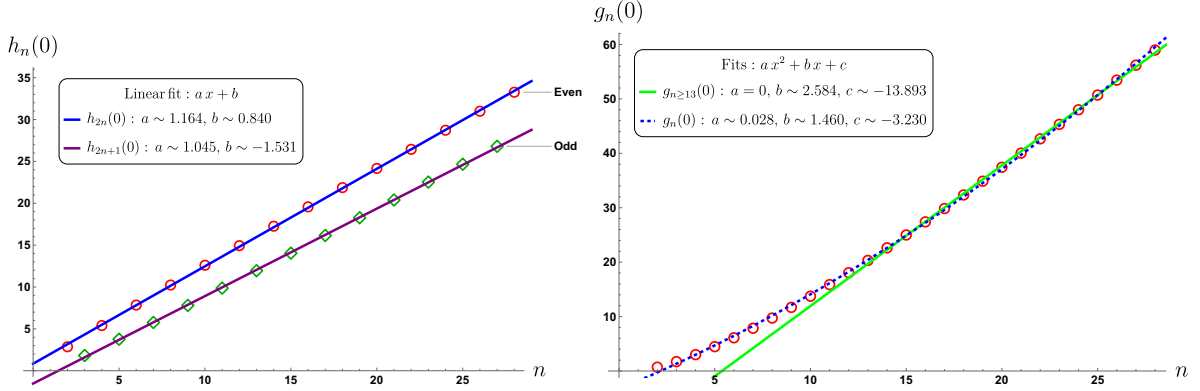 h_n(0)
35
30
25
20
15
10
5
5 10 15 20 25
n
Linear fit : a x + b
h_{2n}(0) : a ∼ 1.164, b ∼ 0.840
h_{2n+1}(0) : a ∼ 1.045, b ∼ −1.531
Even
Odd
g_n(0)
60
50
40
30
20
10
5 10 15 20 25
n
Fits : a x² + b x + c
g_{n≥13}(0) : a = 0, b ∼ 2.584, c ∼ −13.893
g_n(0) : a ∼ 0.028, b ∼ 1.460, c ∼ −3.230